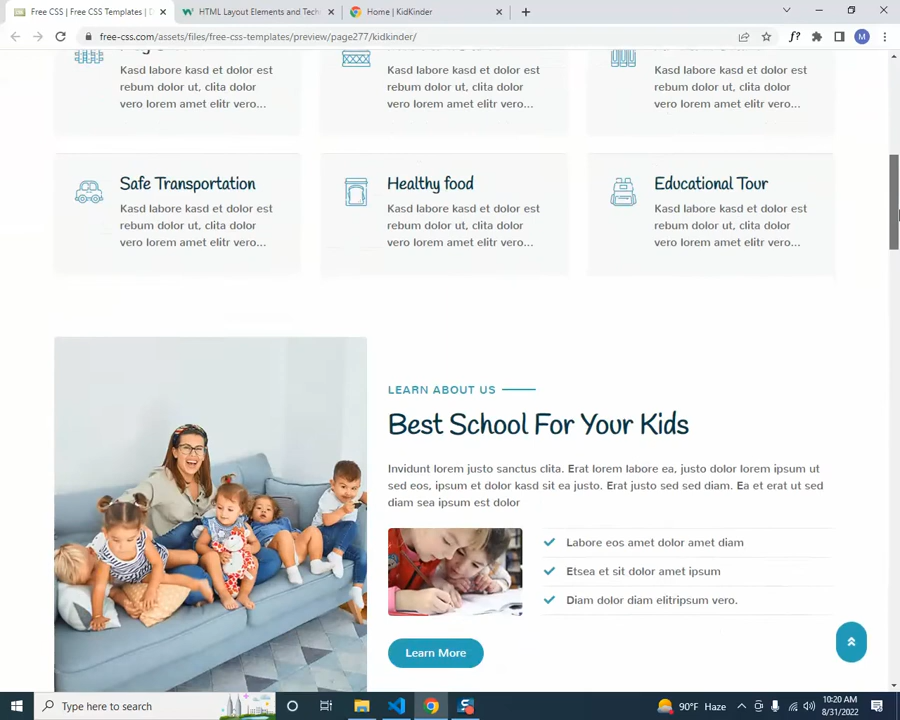 Free CSS | Free CSS Templates |
HTML Layout Elements and Tech
Home | KidKinder
free-css.com/assets/files/free-css-templates/preview/page277/kidkinder/
f?
M
Kasd labore kasd et dolor est
rebum dolor ut, clita dolor
vero lorem amet elitr vero...
Kasd labore kasd et dolor est
rebum dolor ut, clita dolor
vero lorem amet elitr vero...
Kasd labore kasd et dolor est
rebum dolor ut, clita dolor
vero lorem amet elitr vero...
Safe Transportation
Kasd labore kasd et dolor est
rebum dolor ut, clita dolor
vero lorem amet elitr vero...
Healthy food
Kasd labore kasd et dolor est
rebum dolor ut, clita dolor
vero lorem amet elitr vero...
Educational Tour
Kasd labore kasd et dolor est
rebum dolor ut, clita dolor
vero lorem amet elitr vero...
LEARN ABOUT US
Best School For Your Kids
Invidunt lorem justo sanctus clita. Erat lorem labore ea, justo dolor lorem ipsum ut
sed eos, ipsum et dolor kasd sit ea justo. Erat justo sed sed diam. Ea et erat ut sed
diam sea ipsum est dolor
Labore eos amet dolor amet diam
Etsea et sit dolor amet ipsum
Diam dolor diam elitripsum vero.
Learn More
Type here to search
90°F Haze
10:20 AM
8/31/2022